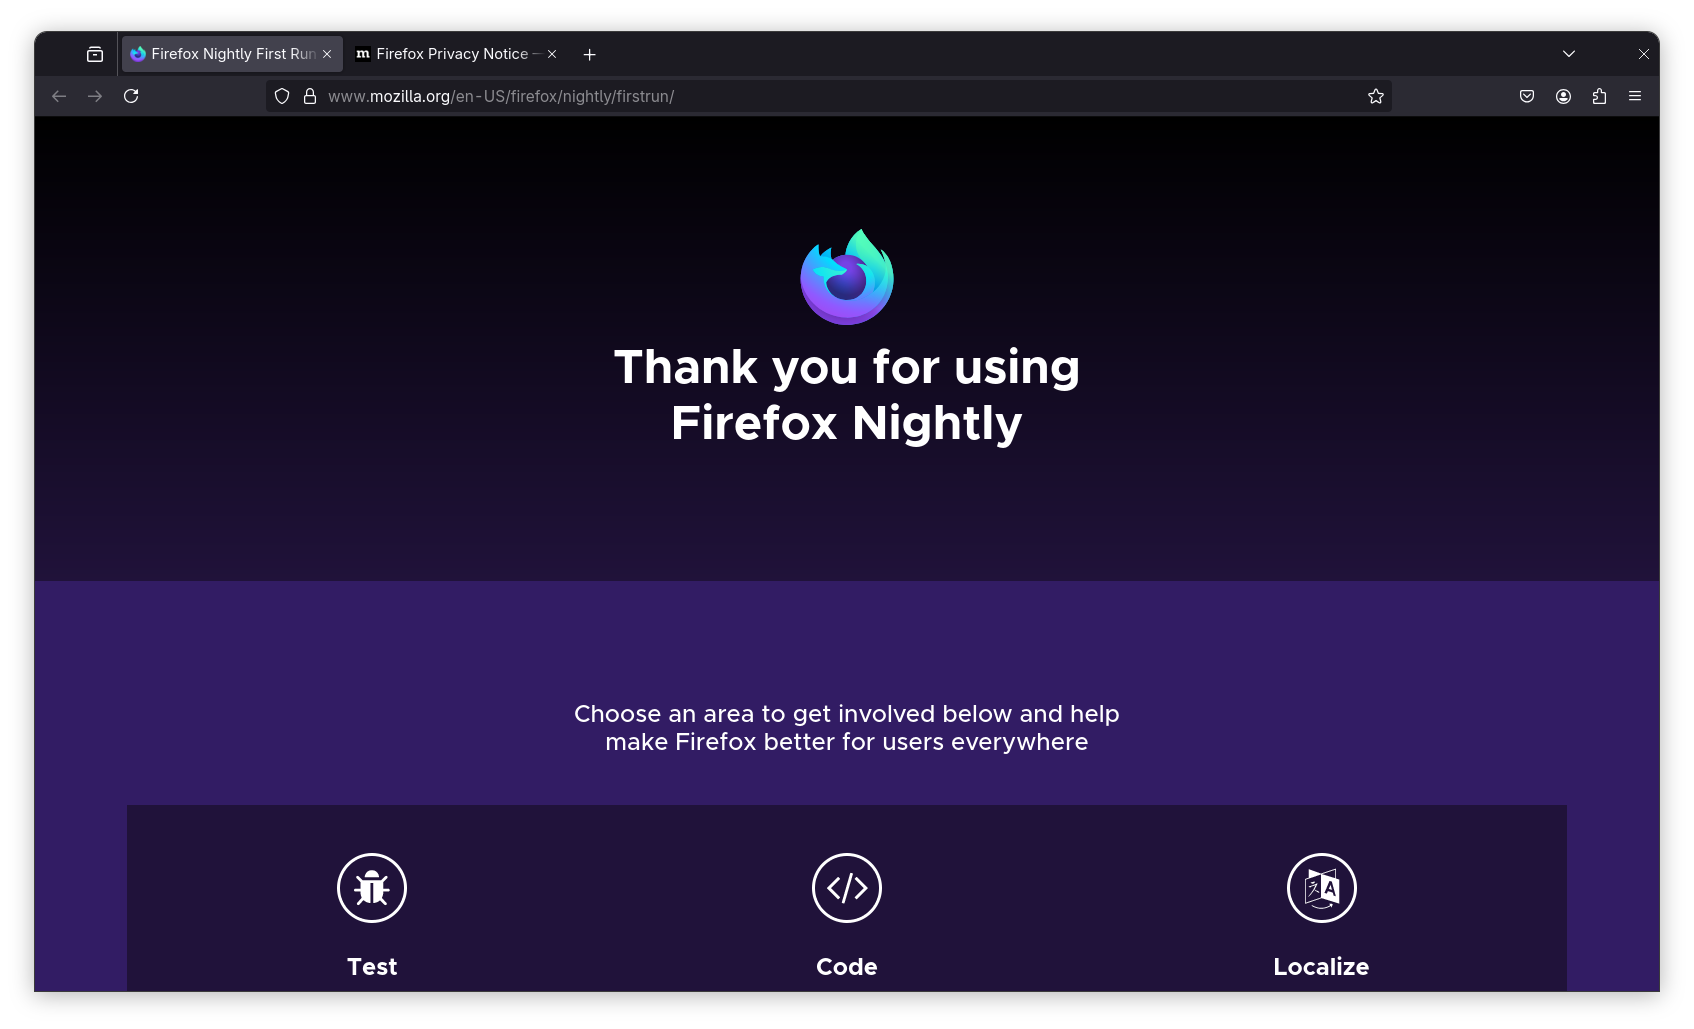 Firefox Nightly First Run
Firefox Privacy Notice —
www.mozilla.org/en-US/firefox/nightly/firstrun/
Thank you for using
Firefox Nightly
Choose an area to get involved below and help
make Firefox better for users everywhere
Test
Code
Localize